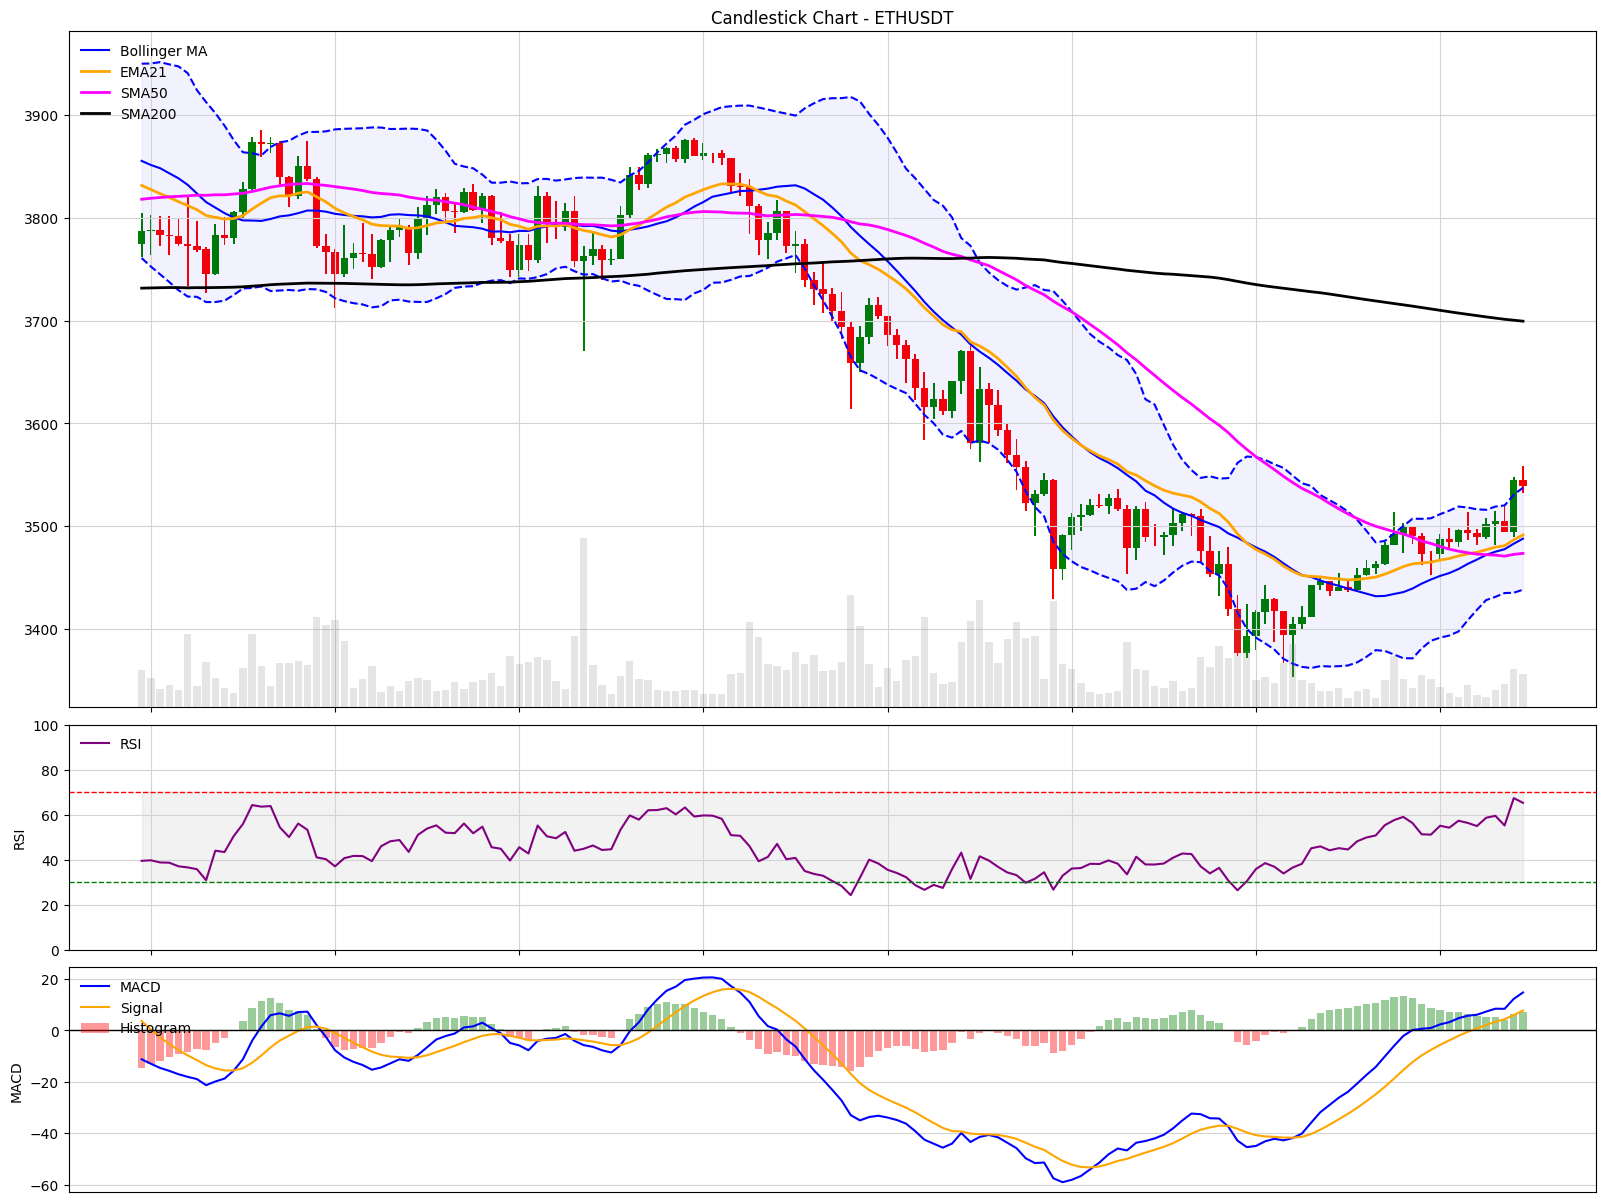 Candlestick Chart - ETHUSDT
Bollinger MA
EMA21
SMA50
SMA200
3900
3800
3700
3600
3500
3400
RSI
100
80
60
40
20
0
RSI
MACD
Signal
Histogram
20
0
−20
−40
−60
MACD